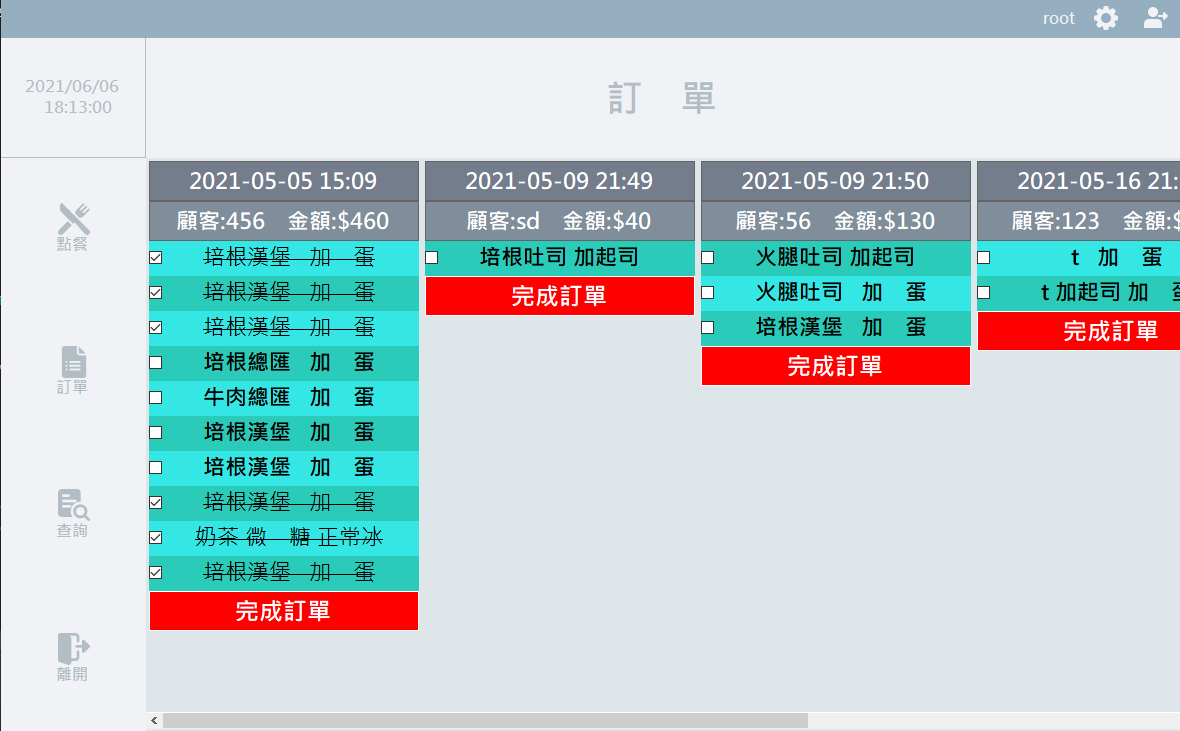 root
2021/06/06
18:13:00
訂 單
點餐
訂單
查詢
離開
2021-05-05 15:09
顧客:456 金額:$460
培根漢堡 加 蛋
培根漢堡 加 蛋
培根漢堡 加 蛋
培根總匯 加 蛋
牛肉總匯 加 蛋
培根漢堡 加 蛋
培根漢堡 加 蛋
培根漢堡 加 蛋
奶茶 微 糖 正常冰
培根漢堡 加 蛋
完成訂單
2021-05-09 21:49
顧客:sd 金額:$40
培根吐司 加起司
完成訂單
2021-05-09 21:50
顧客:56 金額:$130
火腿吐司 加起司
火腿吐司 加 蛋
培根漢堡 加 蛋
完成訂單
2021-05-16 21:
顧客:123 金額:$
t 加 蛋
t 加起司 加
完成訂單